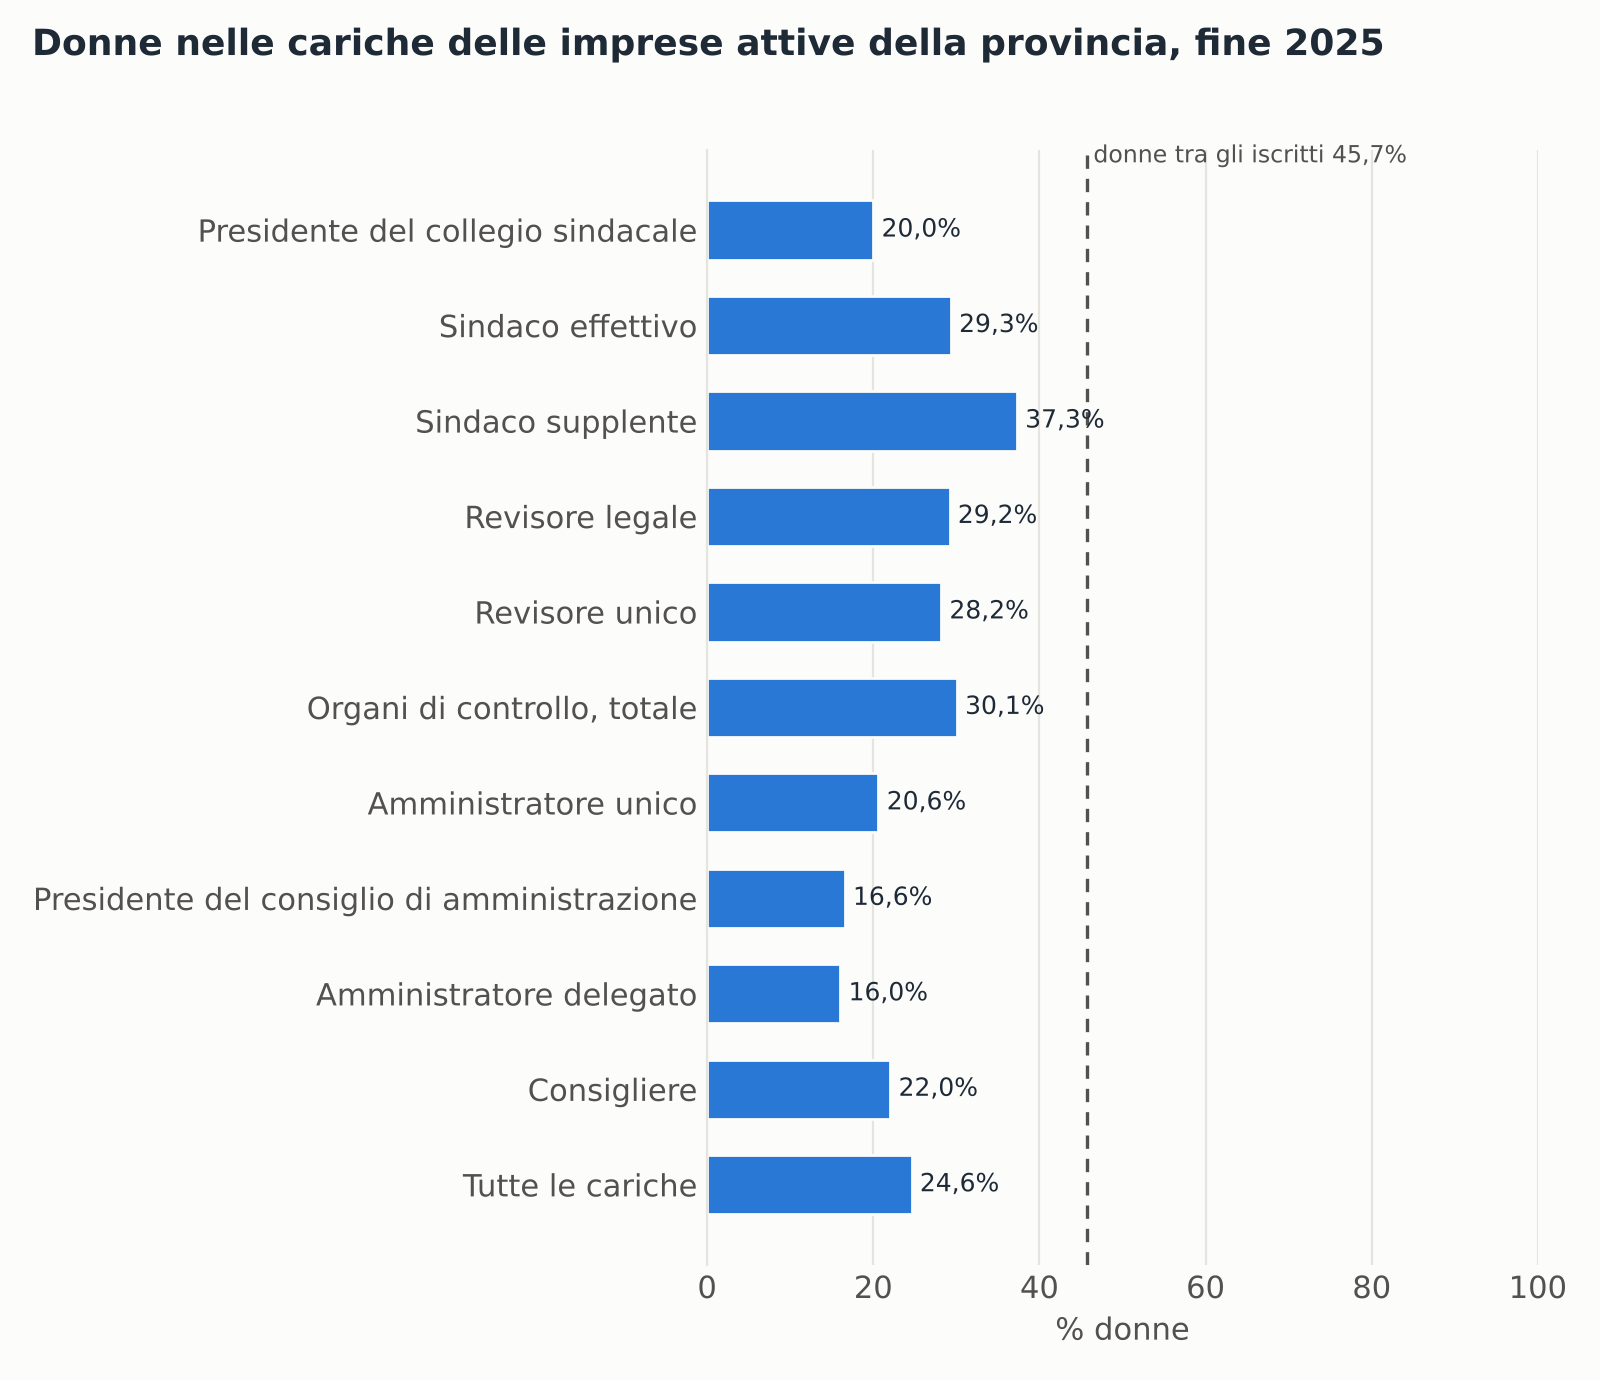 Donne nelle cariche delle imprese attive della provincia, fine 2025
donne tra gli iscritti 45,7%
Presidente del collegio sindacale 20,0%
Sindaco effettivo 29,3%
Sindaco supplente 37,3%
Revisore legale 29,2%
Revisore unico 28,2%
Organi di controllo, totale 30,1%
Amministratore unico 20,6%
Presidente del consiglio di amministrazione 16,6%
Amministratore delegato 16,0%
Consigliere 22,0%
Tutte le cariche 24,6%
0 20 40 60 80 100
% donne